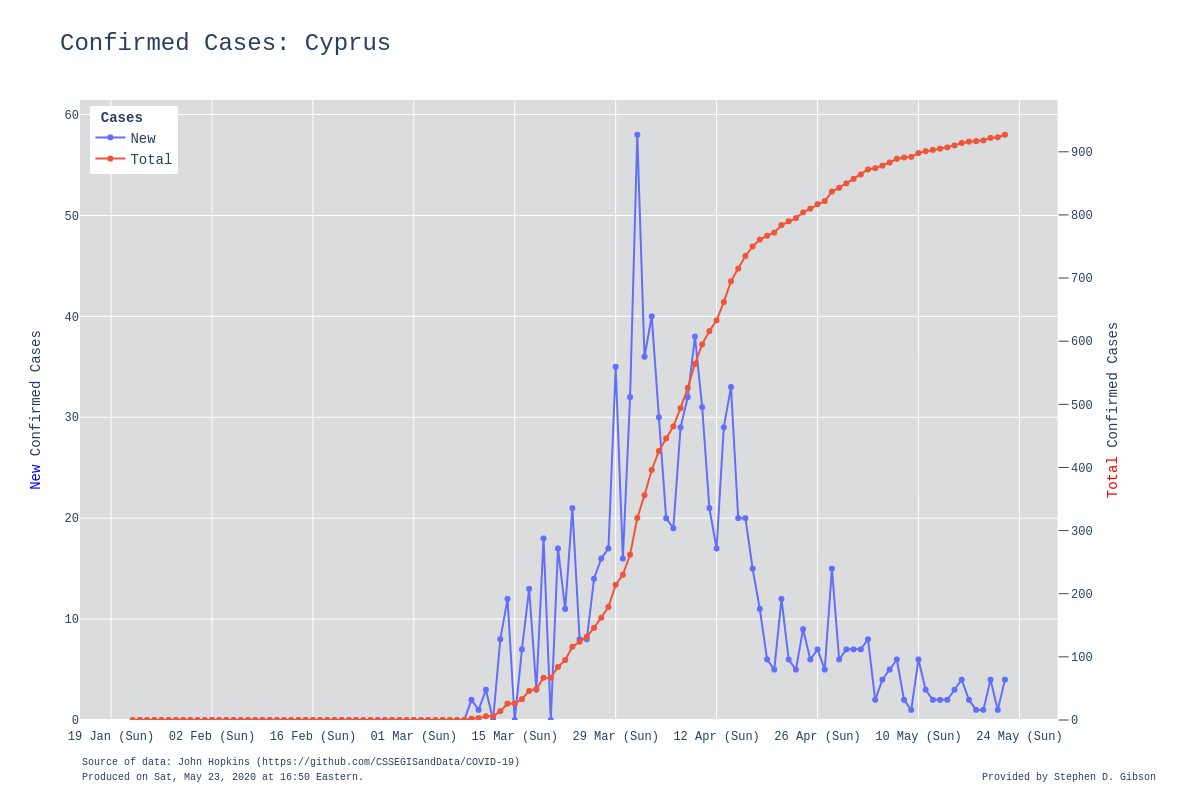 Confirmed Cases: Cyprus
Cases
New
Total
60
50
40
30
20
10
0
900
800
700
600
500
400
300
200
100
0
New Confirmed Cases
Total Confirmed Cases
19 Jan (Sun) 02 Feb (Sun) 16 Feb (Sun) 01 Mar (Sun) 15 Mar (Sun) 29 Mar (Sun) 12 Apr (Sun) 26 Apr (Sun) 10 May (Sun) 24 May (Sun)
Source of data: John Hopkins (https://github.com/CSSEGISandData/COVID-19)
Produced on Sat, May 23, 2020 at 16:50 Eastern.
Provided by Stephen D. Gibson